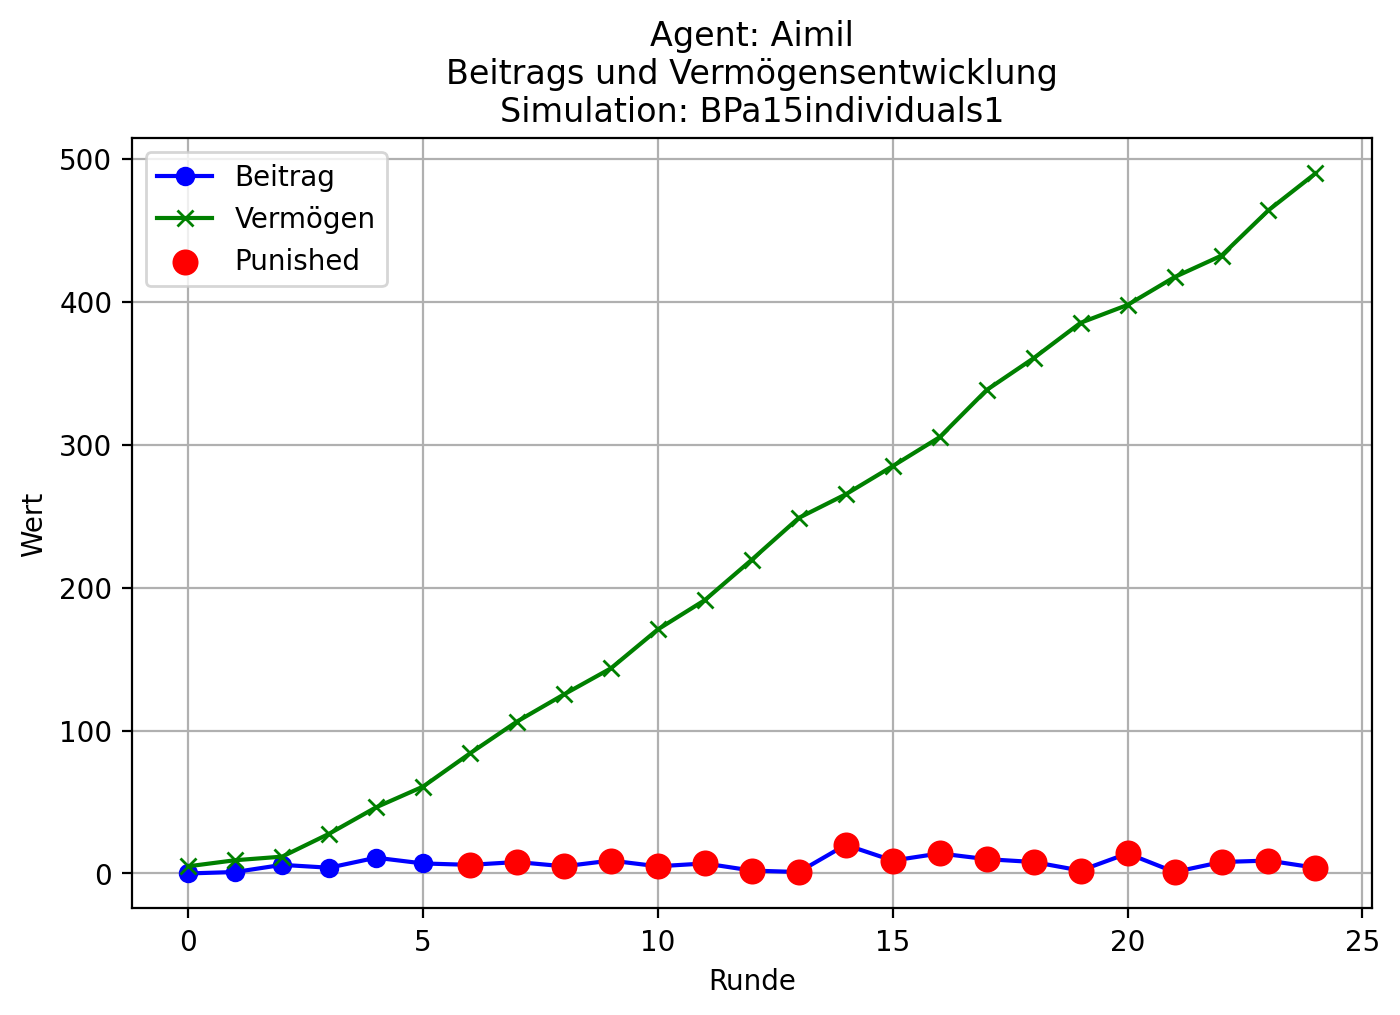 Agent: Aimil
Beitrags und Vermögensentwicklung
Simulation: BPa15individuals1
Beitrag
Vermögen
Punished
500
400
300
200
100
0
Wert
0 5 10 15 20 25
Runde